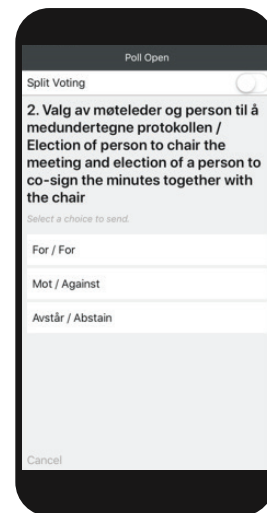 Poll Open
Split Voting
2. Valg av møteleder og person til å
medundertegne protokollen /
Election of person to chair the
meeting and election of a person to
co-sign the minutes together with
the chair
Select a choice to send.
For / For
Mot / Against
Avstår / Abstain
Cancel